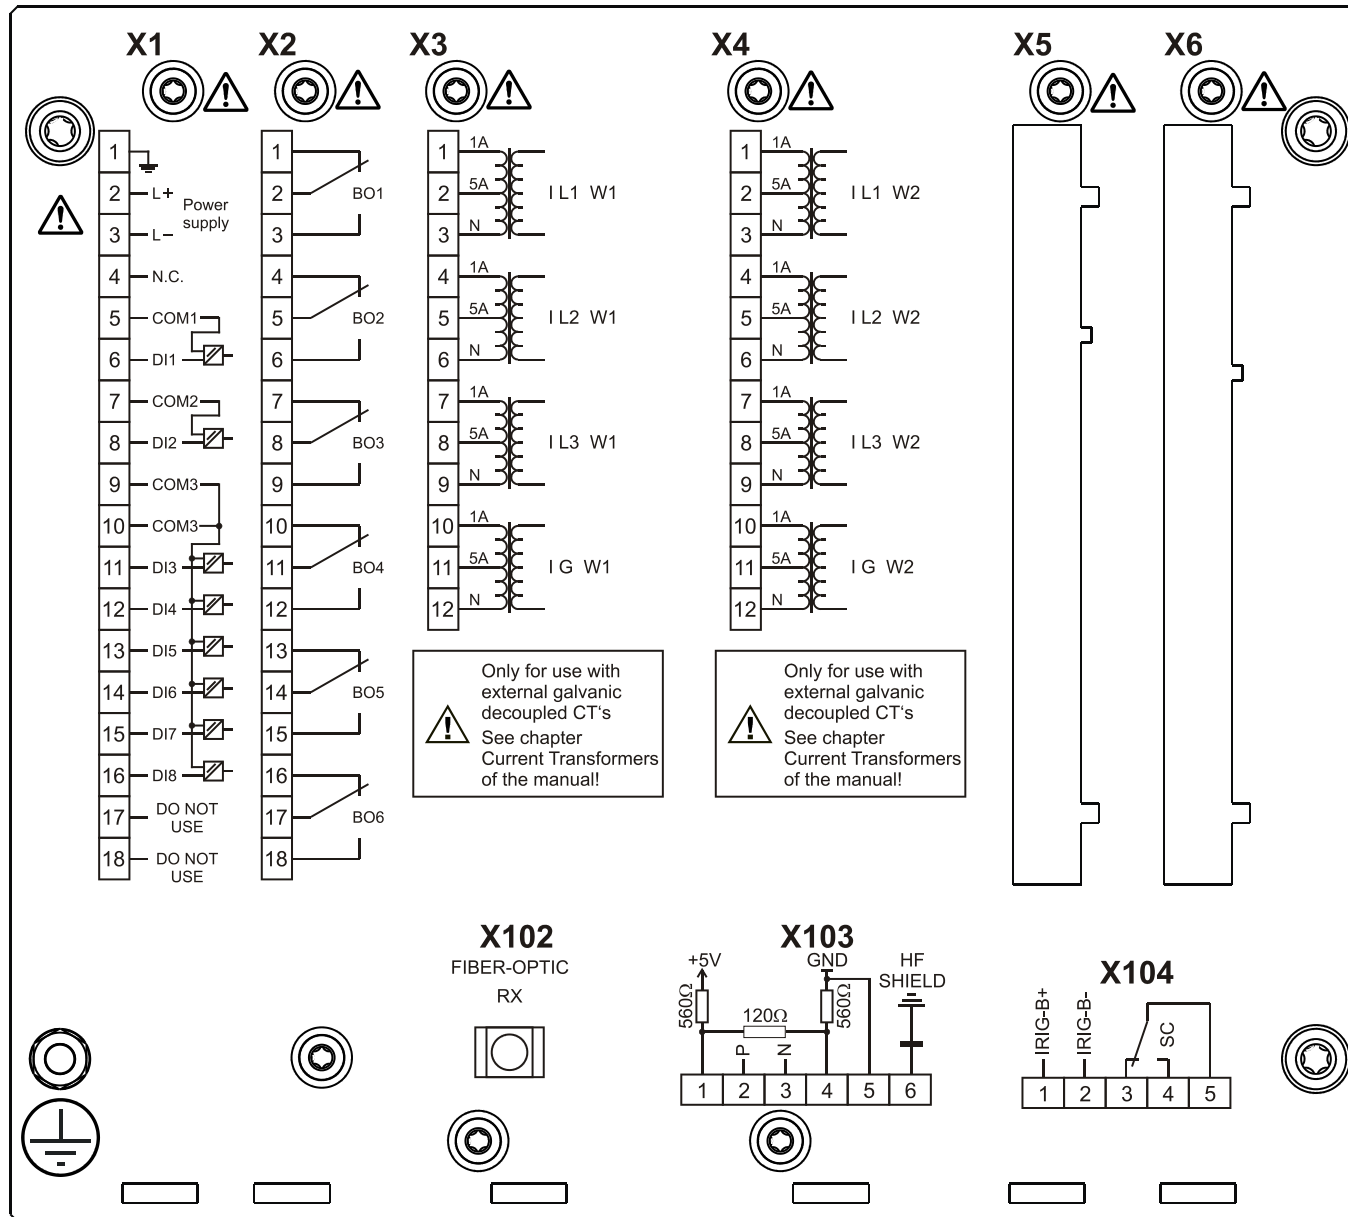 X1
X2
X3
X4
X5
X6
1
2 L+ Power
supply
3 L–
4 N.C.
5 COM1
6 DI1
7 COM2
8 DI2
9 COM3
10 COM3
11 DI3
12 DI4
13 DI5
14 DI6
15 DI7
16 DI8
17 DO NOT
USE
18 DO NOT
USE
1
2 BO1
3
4
5 BO2
6
7
8 BO3
9
10
11 BO4
12
13
14 BO5
15
16
17 BO6
18
1 1A
2 5A I L1 W1
3 N
4 1A
5 5A I L2 W1
6 N
7 1A
8 5A I L3 W1
9 N
10 1A
11 5A I G W1
12 N
Only for use with
external galvanic
decoupled CT‘s
See chapter
Current Transformers
of the manual!
1 1A
2 5A I L1 W2
3 N
4 1A
5 5A I L2 W2
6 N
7 1A
8 5A I L3 W2
9 N
10 1A
11 5A I G W2
12 N
Only for use with
external galvanic
decoupled CT‘s
See chapter
Current Transformers
of the manual!
X102
FIBER-OPTIC
RX
X103
+5V GND HF
SHIELD
560Ω 120Ω 560Ω
P N
1 2 3 4 5 6
X104
IRIG-B+ IRIG-B- SC
1 2 3 4 5